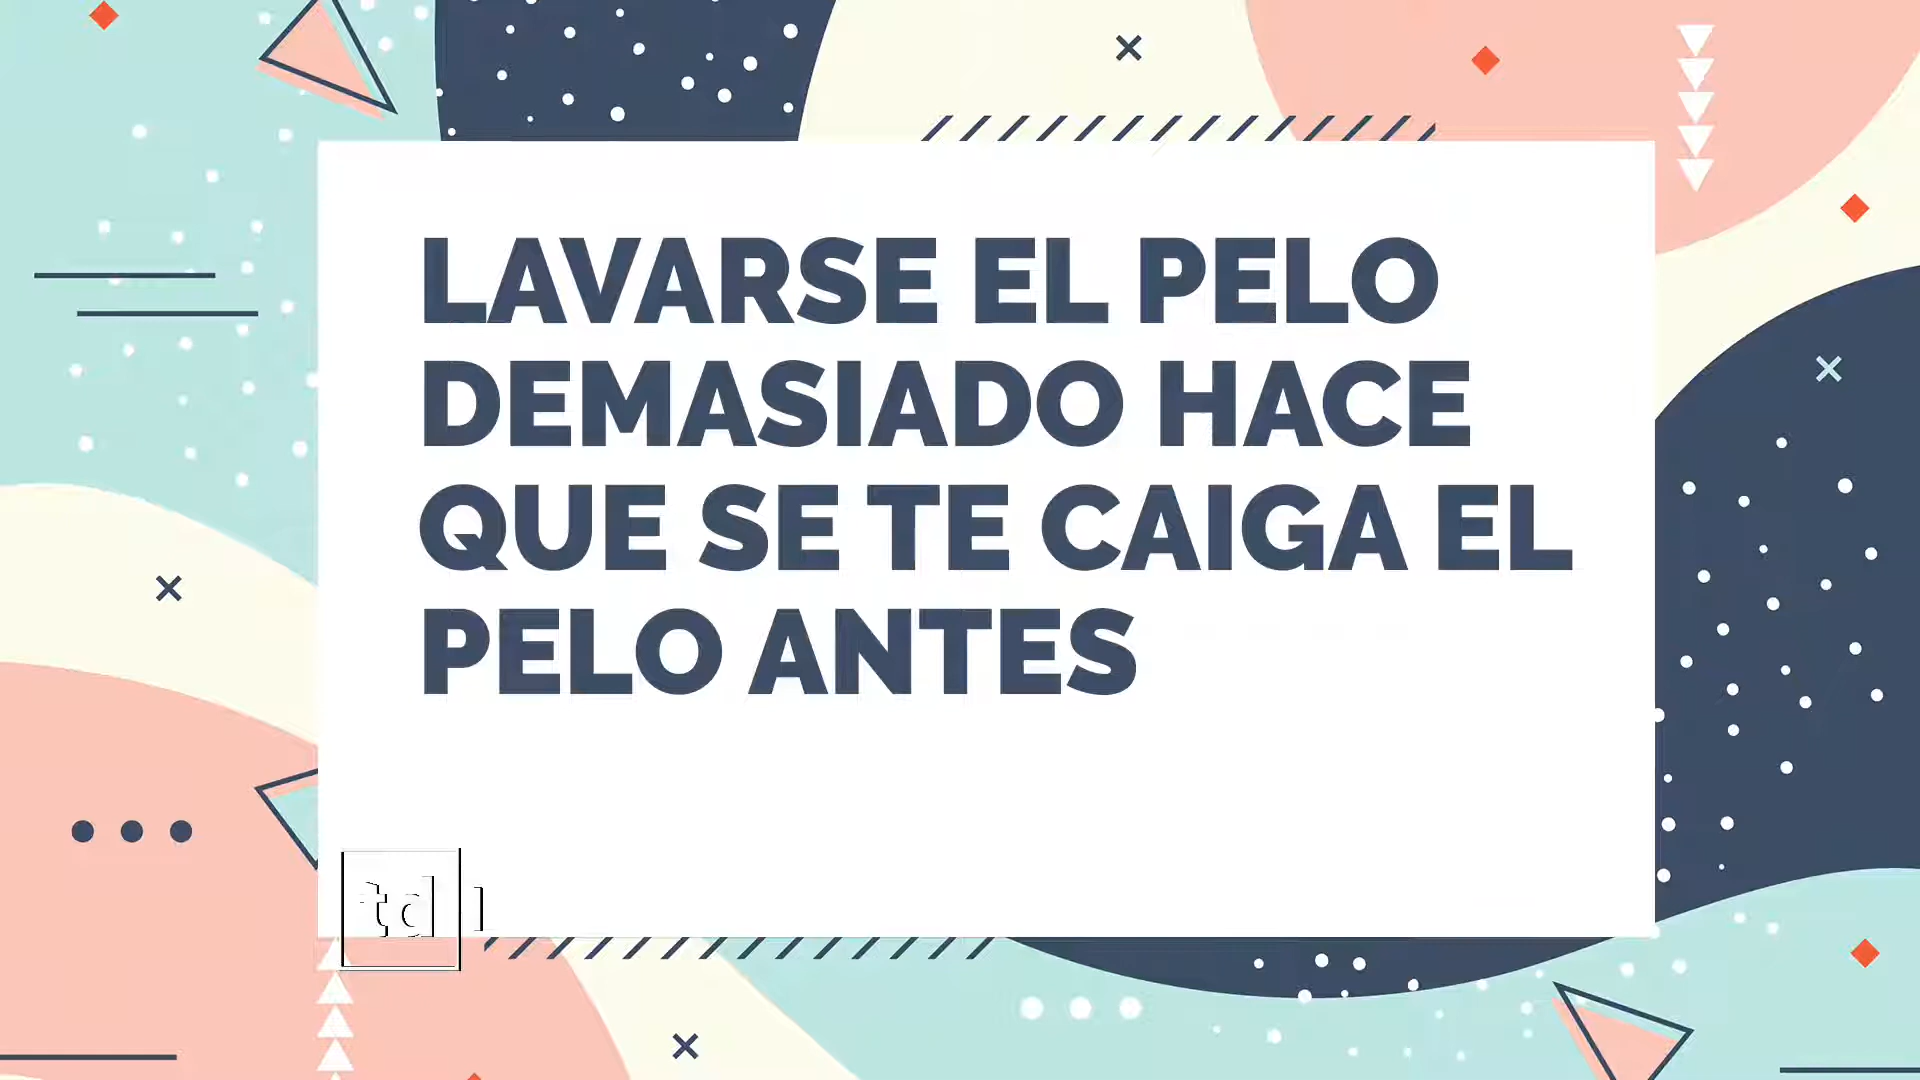 LAVARSE EL PELO
DEMASIADO HACE
QUE SE TE CAIGA EL
PELO ANTES